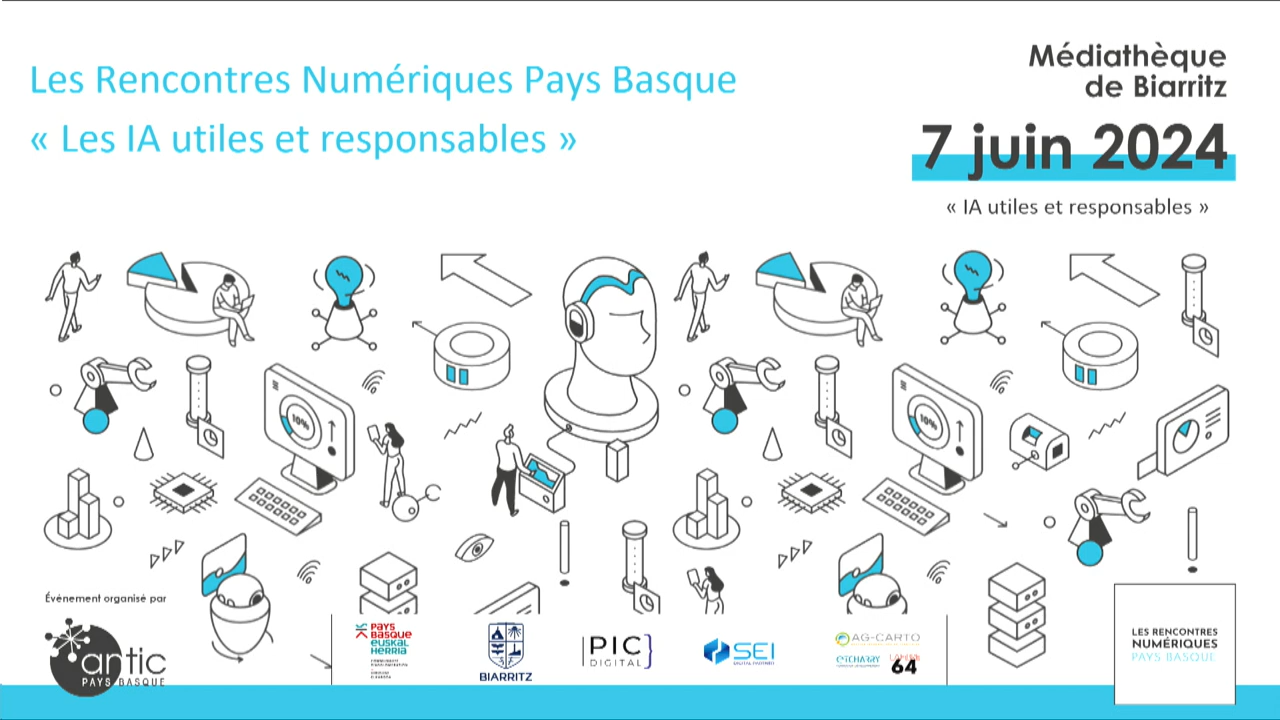 Les Rencontres Numériques Pays Basque
« Les IA utiles et responsables »
Médiathèque
de Biarritz
7 juin 2024
« IA utiles et responsables »
10%
10%
Événement organisé par
antic
PAYS BASQUE
PAYS
BASQUE
EUSKAL
HERRIA
BIARRITZ
PIC
DIGITAL
SEI
DIGITAL PARTNER
AG-CARTO
ETCHARRY
64
LES RENCONTRES
NUMÉRIQUES
PAYS BASQUE